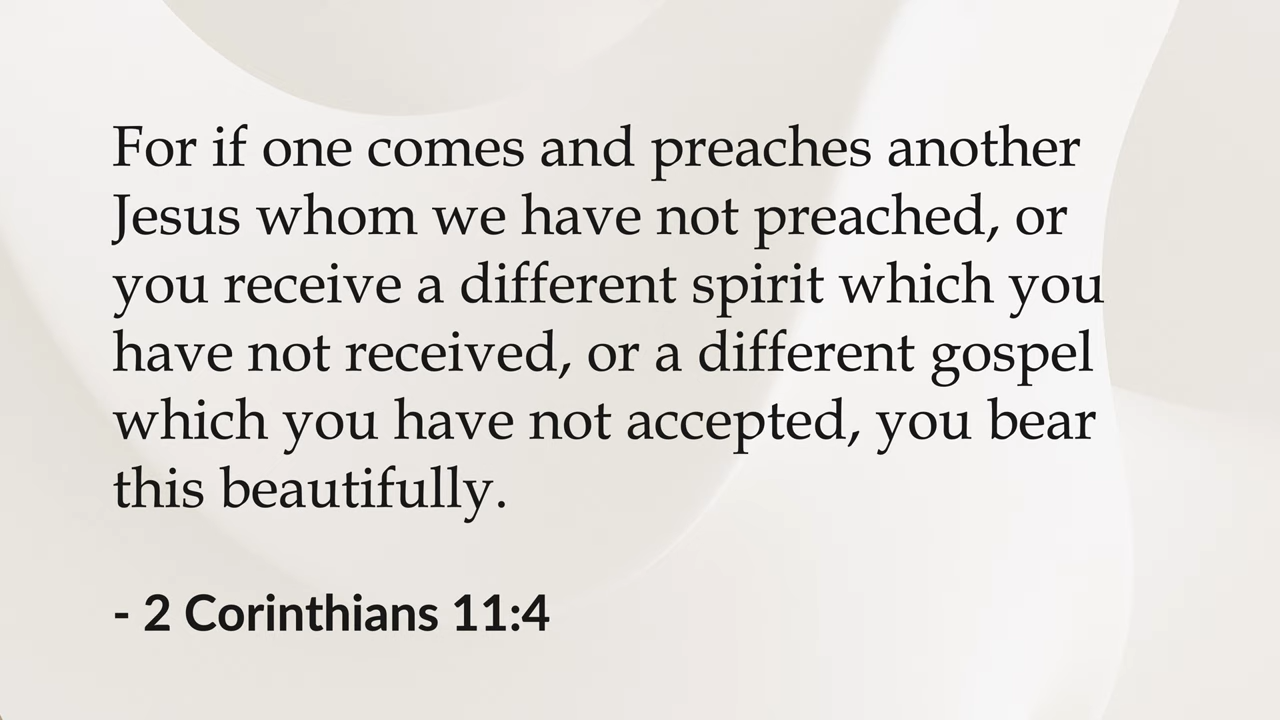 For if one comes and preaches another
Jesus whom we have not preached, or
you receive a different spirit which you
have not received, or a different gospel
which you have not accepted, you bear
this beautifully.
- 2 Corinthians 11:4